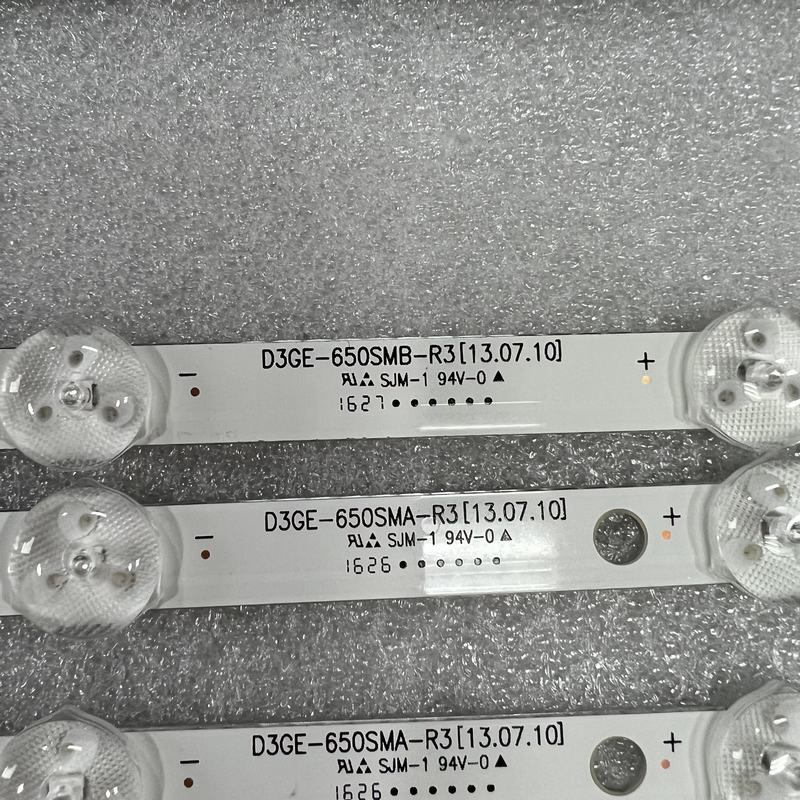 D3GE-650SMB-R3[13.07.10]
− +
SJM-1 94V-0 ▲
1627 ● ● ● ● ● ●
D3GE-650SMA-R3[13.07.10]
− +
SJM-1 94V-0 ▲
1626 ● ● ● ● ● ●
D3GE-650SMA-R3[13.07.10]
− +
SJM-1 94V-0 ▲
1626 ● ● ● ● ● ●